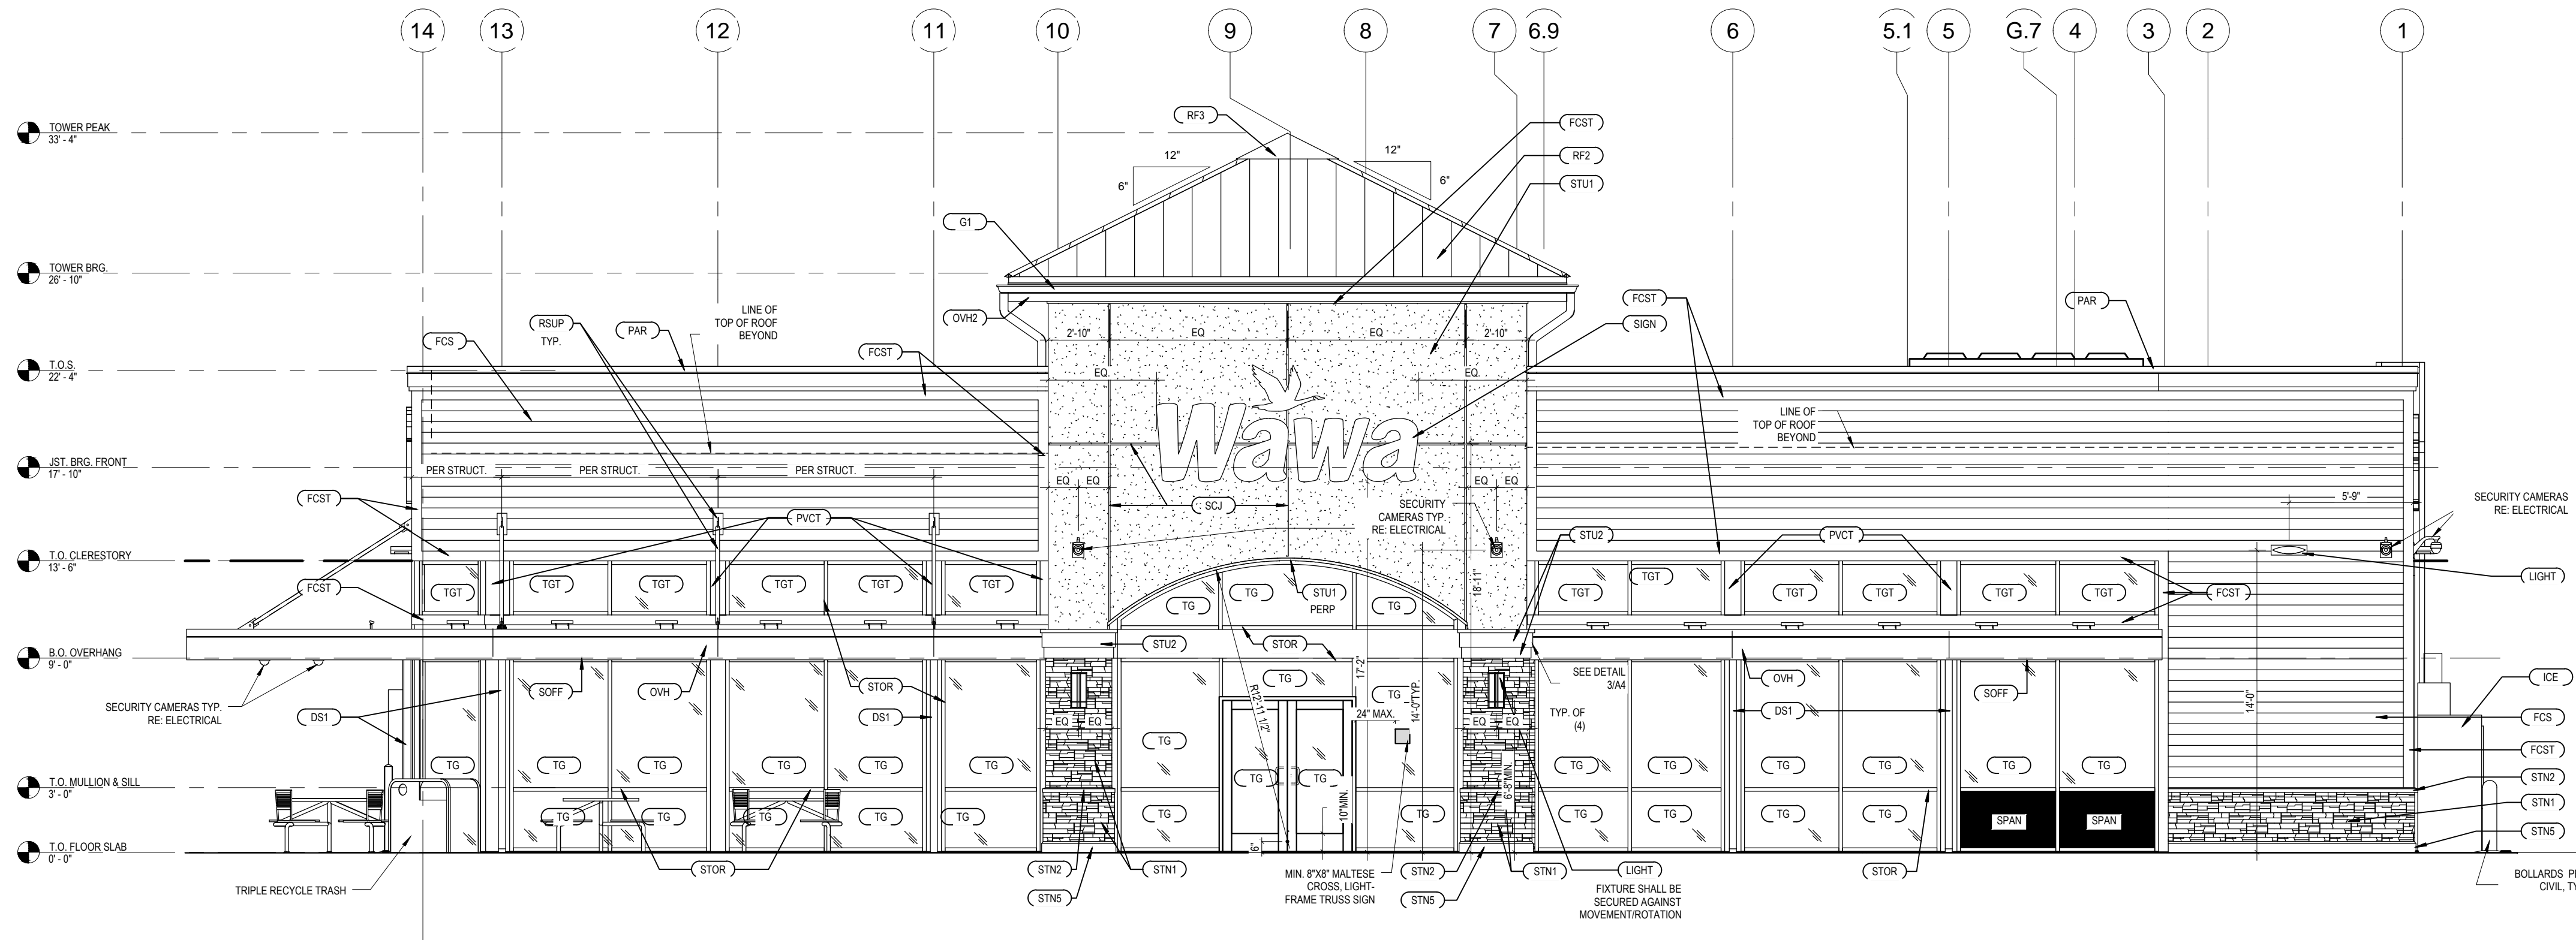 14 13 12 11 10 9 8 7 6.9 6 5.1 5 G.7 4 3 2 1
TOWER PEAK
33' - 4"
RF3
FCST
12"
12"
RF2
6"
6"
STU1
G1
TOWER BRG.
26' - 10"
OVH2
FCST
PAR
LINE OF
TOP OF ROOF
BEYOND
RSUP
TYP.
PAR
SIGN
2'-10"
EQ
EQ
2'-10"
FCS
FCST
T.O.S.
22' - 4"
EQ.
EQ.
Wawa
LINE OF
TOP OF ROOF
BEYOND
JST. BRG. FRONT
17' - 10"
PER STRUCT.
PER STRUCT.
PER STRUCT.
EQ
EQ
EQ
EQ
FCST
PVCT
SCJ
SECURITY
CAMERAS TYP.
RE: ELECTRICAL
5'-9"
SECURITY CAMERAS
RE: ELECTRICAL
STU2
PVCT
T.O. CLERESTORY
13' - 6"
LIGHT
FCST
TGT
TGT
TGT
TGT
TGT
TGT
TG
TG
TG
STU1
PERP
18'-11"
TGT
TGT
TGT
TGT
TGT
TGT
FCST
STU2
STOR
B.O. OVERHANG
9' - 0"
17'-2"
SEE DETAIL
3/A4
SECURITY CAMERAS TYP.
RE: ELECTRICAL
SOFF
OVH
STOR
TG
TG
OVH
SOFF
ICE
DS1
DS1
EQ
EQ
R12'-11 1/2"
24" MAX.
14'-0"TYP.
EQ
EQ
TYP. OF
(4)
DS1
14'-0"
FCS
TG
FCST
TG
TG
TG
TG
TG
TG
TG
TG
TG
TG
TG
TG
TG
TG
6'-8"MIN.
STN2
T.O. MULLION & SILL
3' - 0"
STN1
TG
TG
TG
TG
TG
TG
10"MIN.
TG
TG
TG
TG
TG
SPAN
SPAN
STN5
T.O. FLOOR SLAB
0' - 0"
6"
TRIPLE RECYCLE TRASH
STOR
STN2
STN1
STN5
MIN. 8"X8" MALTESE
CROSS, LIGHT-
FRAME TRUSS SIGN
STN2
STN5
STN1
LIGHT
FIXTURE SHALL BE
SECURED AGAINST
MOVEMENT/ROTATION
STOR
BOLLARDS
CIVIL,